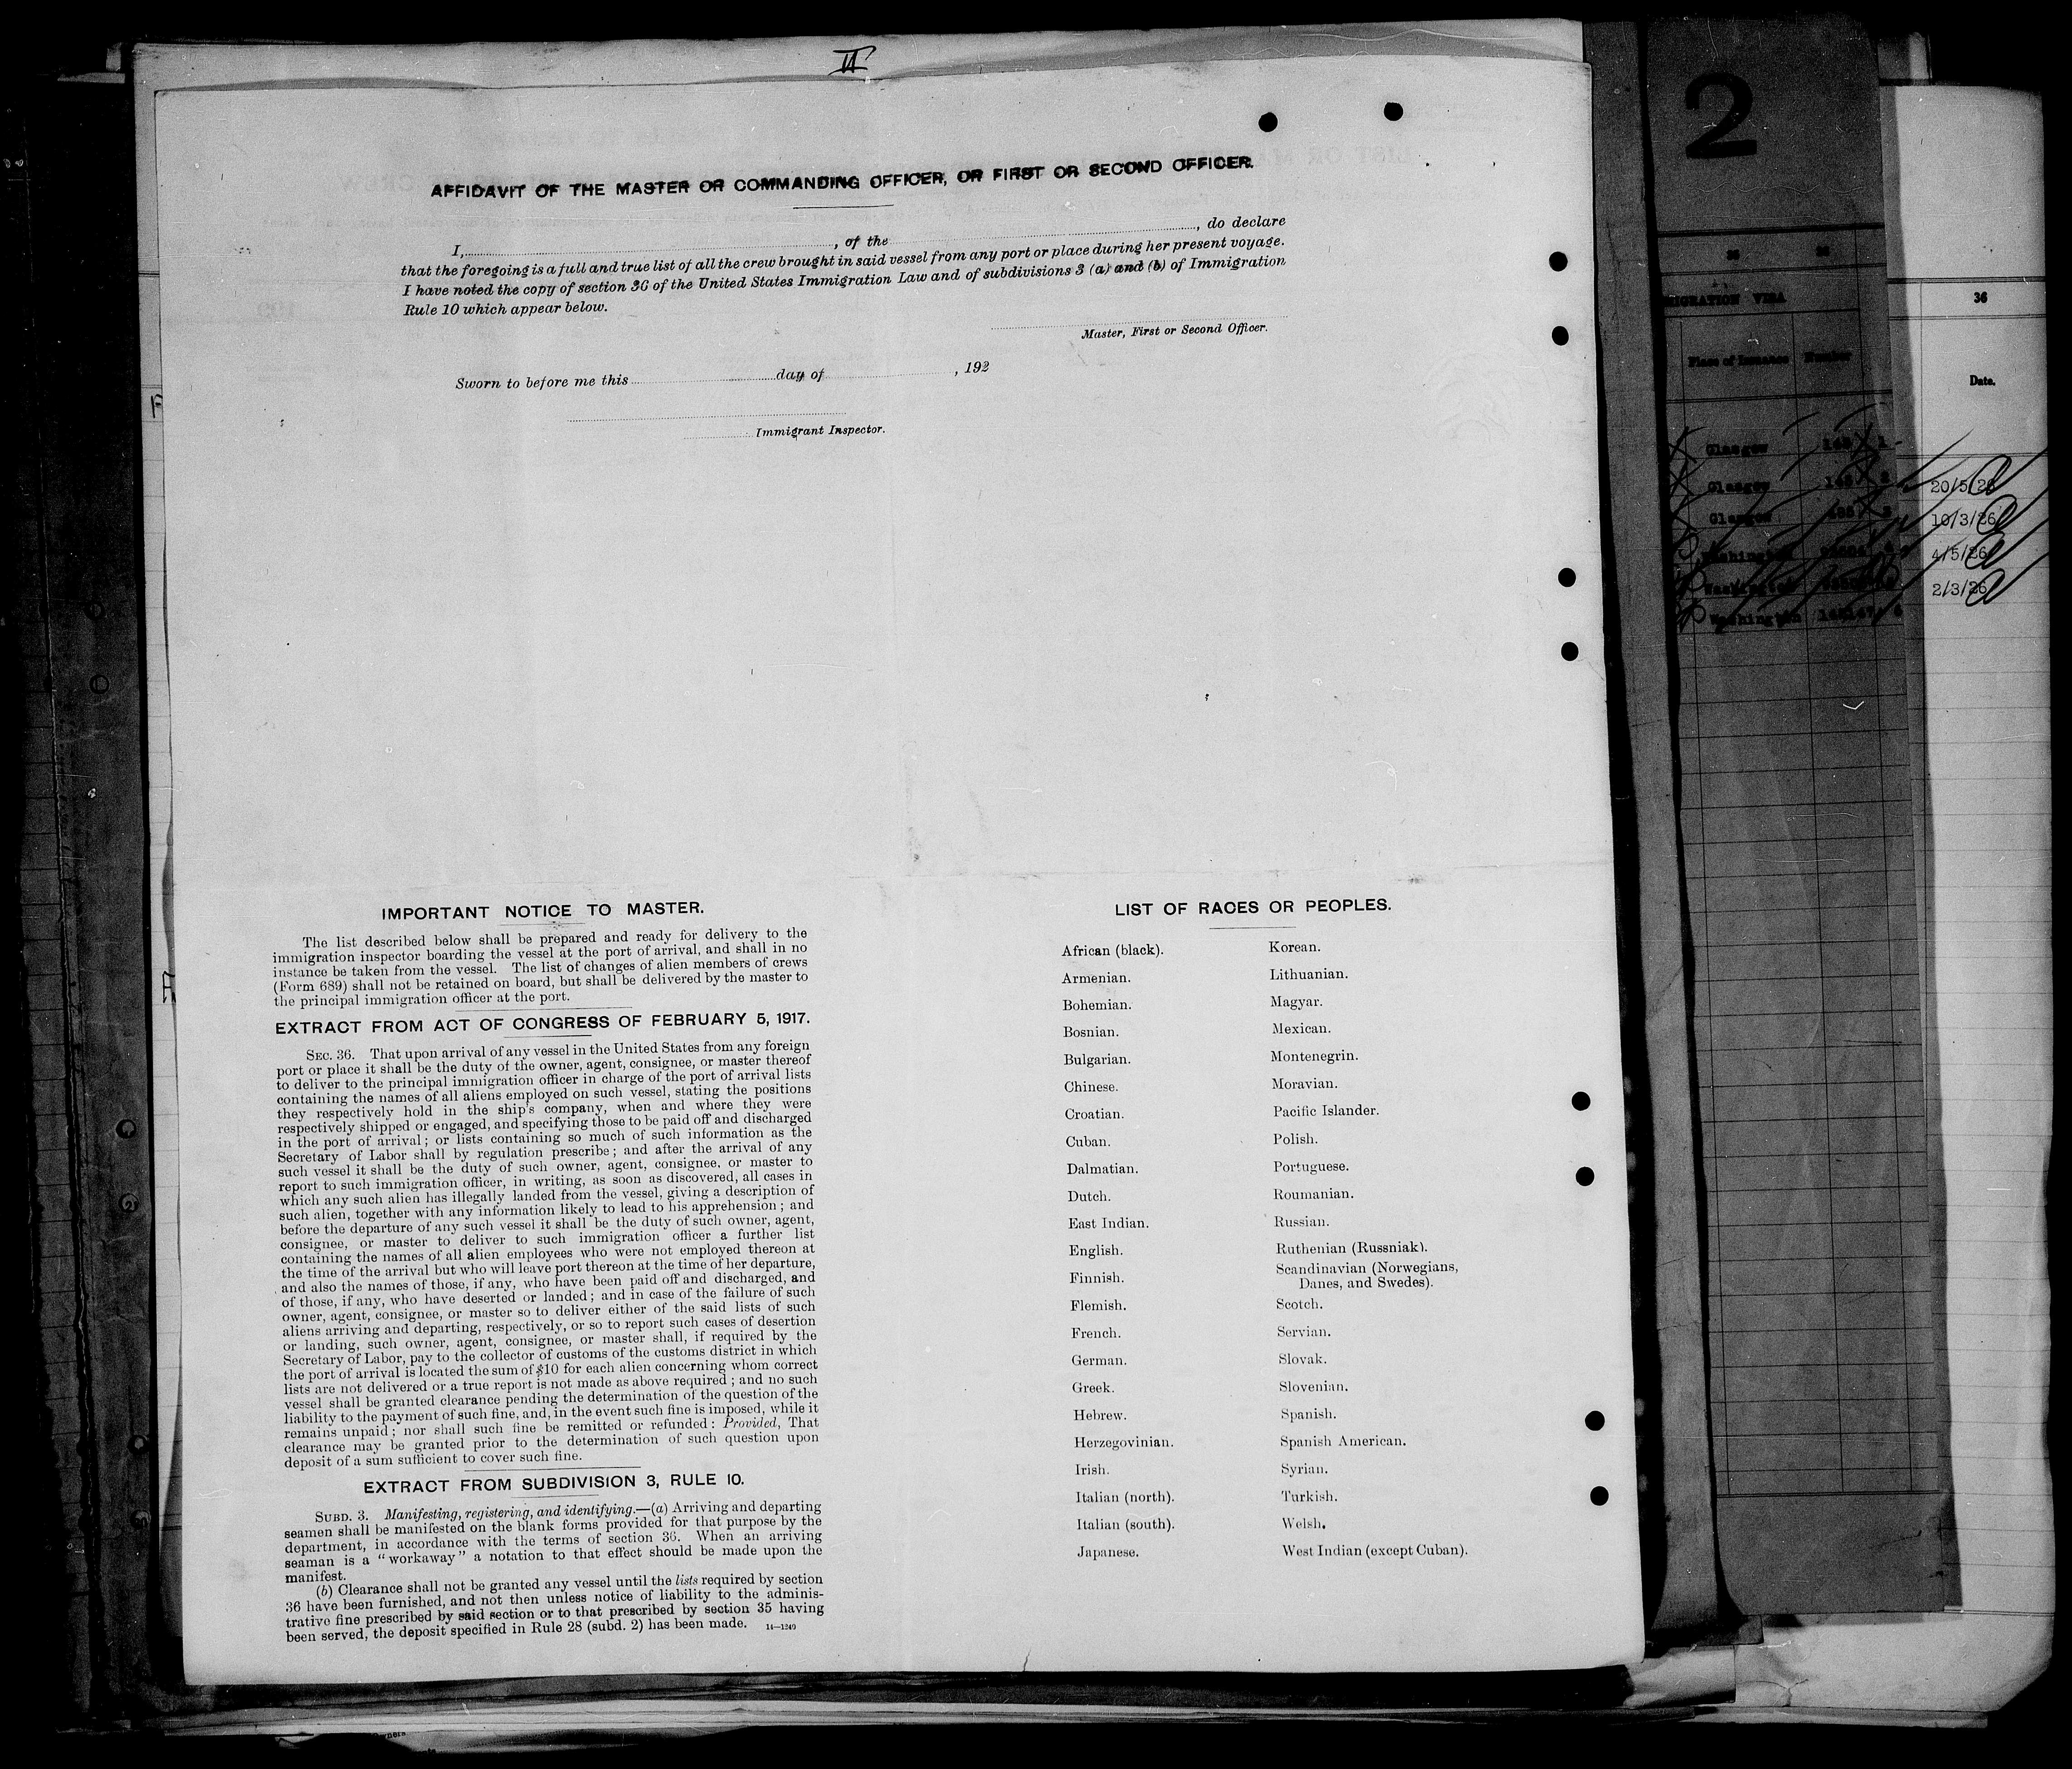 II
AFFIDAVIT OF THE MASTER OR COMMANDING OFFICER, OR FIRST OR SECOND OFFICER.
I, , of the , do declare
that the foregoing is a full and true list of all the crew brought in said vessel from any port or place during her present voyage.
I have noted the copy of section 36 of the United States Immigration Law and of subdivisions 3 (a) and (b) of Immigration
Rule 10 which appear below.
Master, First or Second Officer.
Sworn to before me this day of , 192
Immigrant Inspector.
IMPORTANT NOTICE TO MASTER.
The list described below shall be prepared and ready for delivery to the
immigration inspector boarding the vessel at the port of arrival, and shall in no
instance be taken from the vessel. The list of changes of alien members of crews
(Form 689) shall not be retained on board, but shall be delivered by the master to
the principal immigration officer at the port.
EXTRACT FROM ACT OF CONGRESS OF FEBRUARY 5, 1917.
SEC. 36. That upon arrival of any vessel in the United States from any foreign
port or place it shall be the duty of the owner, agent, consignee, or master thereof
to deliver to the principal immigration officer in charge of the port of arrival lists
containing the names of all aliens employed on such vessel, stating the positions
they respectively hold in the ship's company, when and where they were
respectively shipped or engaged, and specifying those to be paid off and discharged
in the port of arrival; or lists containing so much of such information as the
Secretary of Labor shall by regulation prescribe; and after the arrival of any
such vessel it shall be the duty of such owner, agent, consignee, or master to
report to such immigration officer, in writing, as soon as discovered, all cases in
which any such alien has illegally landed from the vessel, giving a description of
such alien, together with any information likely to lead to his apprehension; and
before the departure of any such vessel it shall be the duty of such owner, agent,
consignee, or master to deliver to such immigration officer a further list
containing the names of all alien employees who were not employed thereon at
the time of the arrival but who will leave port thereon at the time of her departure,
and also the names of those, if any, who have been paid off and discharged, and
of those, if any, who have deserted or landed; and in case of the failure of such
owner, agent, consignee, or master so to deliver either of the said lists of such
aliens arriving and departing, respectively, or so to report such cases of desertion
or landing, such owner, agent, consignee, or master shall, if required by the
Secretary of Labor, pay to the collector of customs of the customs district in which
the port of arrival is located the sum of $10 for each alien concerning whom correct
lists are not delivered or a true report is not made as above required; and no such
vessel shall be granted clearance pending the determination of the question of the
liability to the payment of such fine, and, in the event such fine is imposed, while it
remains unpaid; nor shall such fine be remitted or refunded: Provided, That
clearance may be granted prior to the determination of such question upon
deposit of a sum sufficient to cover such fine.
EXTRACT FROM SUBDIVISION 3, RULE 10.
SUBD. 3. Manifesting, registering, and identifying.—(a) Arriving and departing
seamen shall be manifested on the blank forms provided for that purpose by the
department, in accordance with the terms of section 36. When an arriving
seaman is a "workaway" a notation to that effect should be made upon the
manifest.
(b) Clearance shall not be granted any vessel until the lists required by section
36 have been furnished, and not then unless notice of liability to the adminis-
trative fine prescribed by said section or to that prescribed by section 35 having
been served, the deposit specified in Rule 28 (subd. 2) has been made. 14—1240
LIST OF RACES OR PEOPLES.
African (black).
Armenian.
Bohemian.
Bosnian.
Bulgarian.
Chinese.
Croatian.
Cuban.
Dalmatian.
Dutch.
East Indian.
English.
Finnish.
Flemish.
French.
German.
Greek.
Hebrew.
Herzegovinian.
Irish.
Italian (north).
Italian (south).
Japanese.
Korean.
Lithuanian.
Magyar.
Mexican.
Montenegrin.
Moravian.
Pacific Islander.
Polish.
Portuguese.
Roumanian.
Russian.
Ruthenian (Russniak).
Scandinavian (Norwegians,
Danes, and Swedes).
Scotch.
Servian.
Slovak.
Slovenian.
Spanish.
Spanish American.
Syrian.
Turkish.
Welsh.
West Indian (except Cuban).
2
IGRATION VISA
Place of Issuance Number
Glasgow
Glasgow
Glasgow
Washington
Washington
Washington
36
Date.
20/5/26
10/3/26
4/5/26
2/3/26